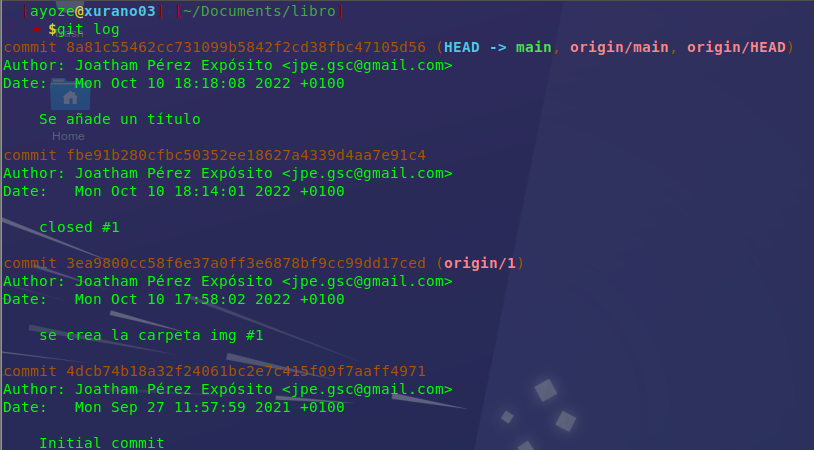 [ayoze@xurano03] [~/Documents/libro]
$git log
commit 8a81c55462cc731099b5842f2cd38fbc47105d56 (HEAD -> main, origin/main, origin/HEAD)
Author: Joatham Pérez Expósito <jpe.gsc@gmail.com>
Date:   Mon Oct 10 18:18:08 2022 +0100
Se añade un título
Home
commit fbe91b280cfbc50352ee18627a4339d4aa7e91c4
Author: Joatham Pérez Expósito <jpe.gsc@gmail.com>
Date:   Mon Oct 10 18:14:01 2022 +0100
closed #1
commit 3ea9800cc58f6e37a0ff3e6878bf9cc99dd17ced (origin/1)
Author: Joatham Pérez Expósito <jpe.gsc@gmail.com>
Date:   Mon Oct 10 17:58:02 2022 +0100
se crea la carpeta img #1
commit 4dcb74b18a32f24061bc2e7c415f09f7aaff4971
Author: Joatham Pérez Expósito <jpe.gsc@gmail.com>
Date:   Mon Sep 27 11:57:59 2021 +0100
Initial commit